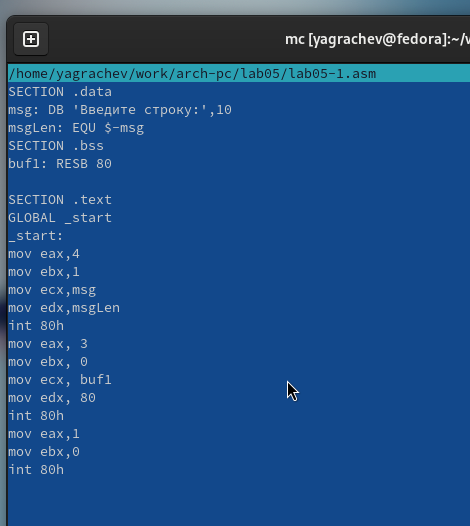 mc [yagrachev@fedora]:~/
/home/yagrachev/work/arch-pc/lab05/lab05-1.asm
SECTION .data
msg: DB 'Введите строку:',10
msgLen: EQU $-msg
SECTION .bss
buf1: RESB 80
SECTION .text
GLOBAL _start
_start:
mov eax,4
mov ebx,1
mov ecx,msg
mov edx,msgLen
int 80h
mov eax, 3
mov ebx, 0
mov ecx, buf1
mov edx, 80
int 80h
mov eax,1
mov ebx,0
int 80h